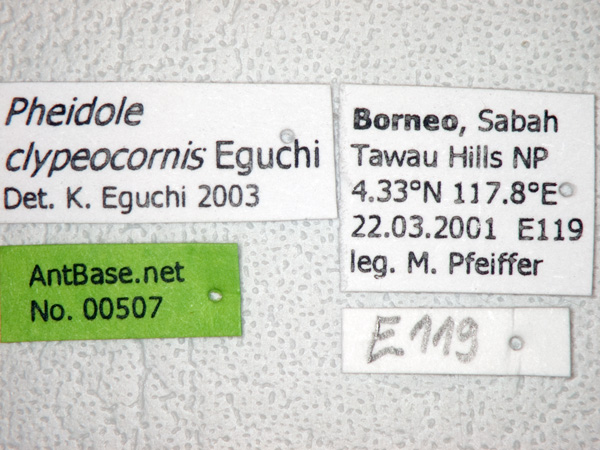 Pheidole
clypeocornis Eguchi
Det. K. Eguchi 2003
AntBase.net
No. 00507
Borneo, Sabah
Tawau Hills NP
4.33°N 117.8°E
22.03.2001 E119
leg. M. Pfeiffer
E 119